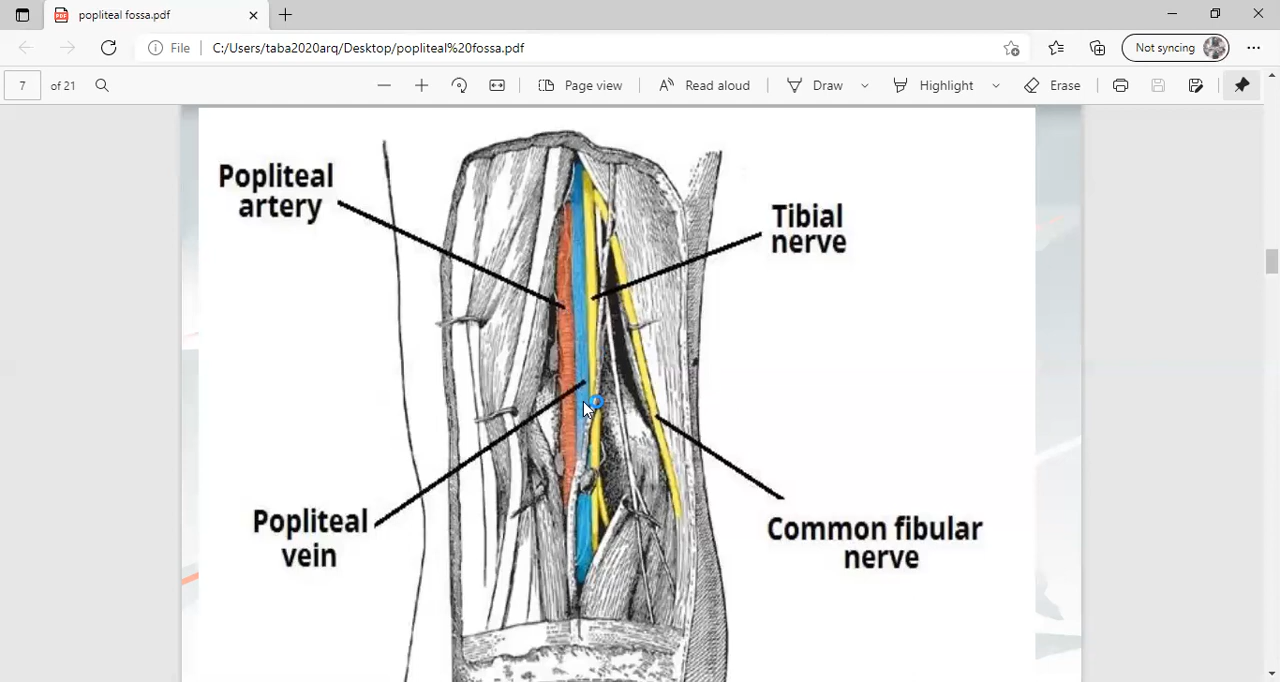 popliteal fossa.pdf
File
C:/Users/taba2020arq/Desktop/popliteal%20fossa.pdf
Not syncing
7 of 21
Page view
Read aloud
Draw
Highlight
Erase
Popliteal
artery
Tibial
nerve
Popliteal
vein
Common fibular
nerve